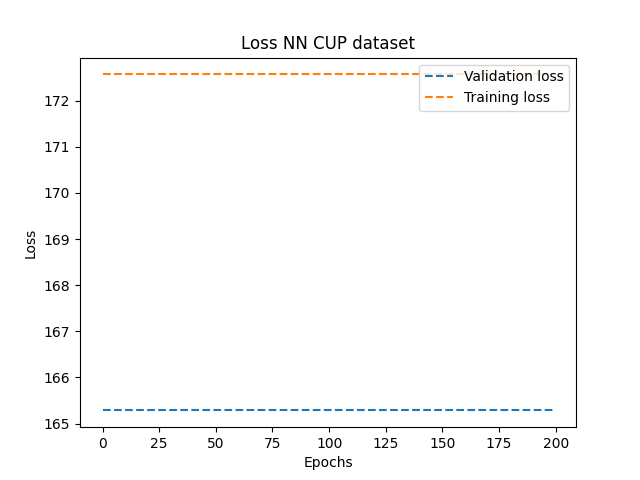 Loss NN CUP dataset
Validation loss
Training loss
172
171
170
169
168
167
166
165
Loss
0 25 50 75 100 125 150 175 200
Epochs